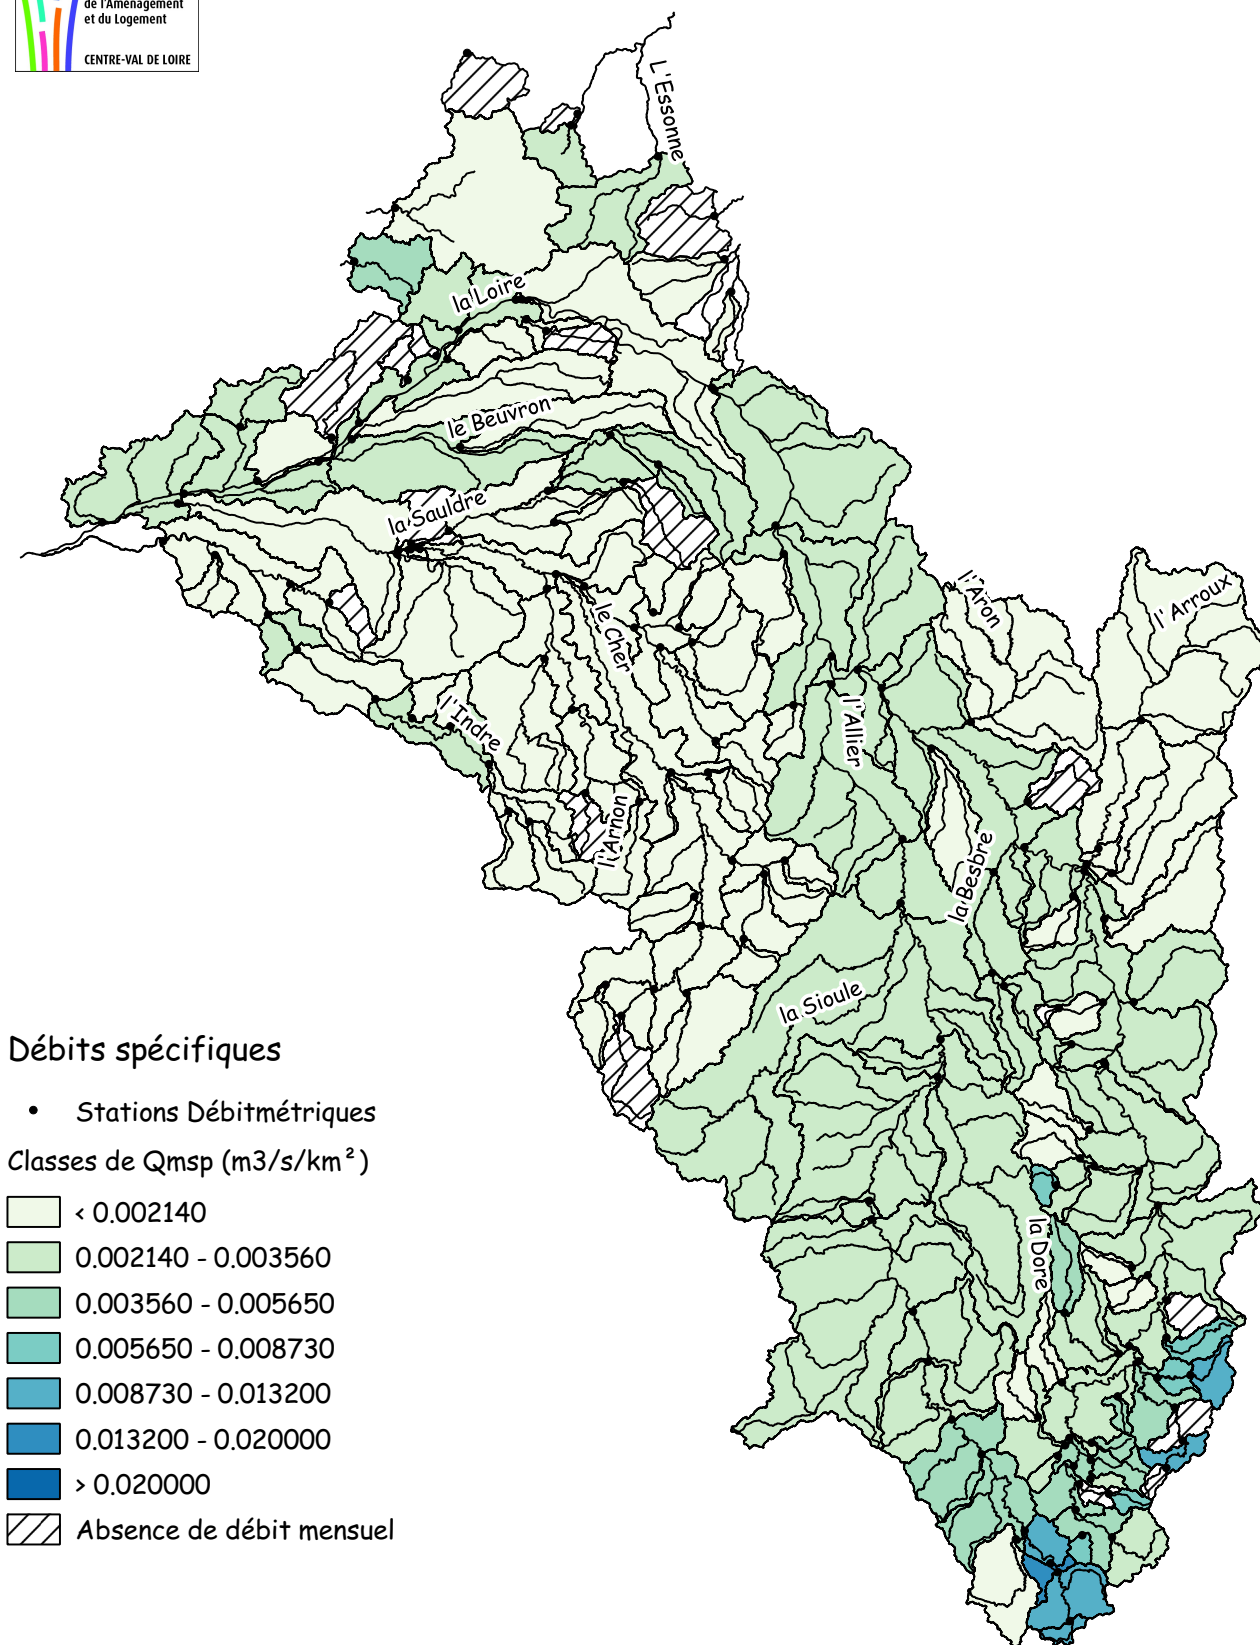 de l'Aménagement
et du Logement
CENTRE-VAL DE LOIRE
L'Essonne
la Loire
le Beuvron
la Sauldre
l'Aron
l' Arroux
le Cher
l'Indre
l'Allier
l'Arnon
la Besbre
la Sioule
la Dore
Débits spécifiques
Stations Débitmétriques
Classes de Qmsp (m3/s/km²)
< 0.002140
0.002140 - 0.003560
0.003560 - 0.005650
0.005650 - 0.008730
0.008730 - 0.013200
0.013200 - 0.020000
> 0.020000
Absence de débit mensuel